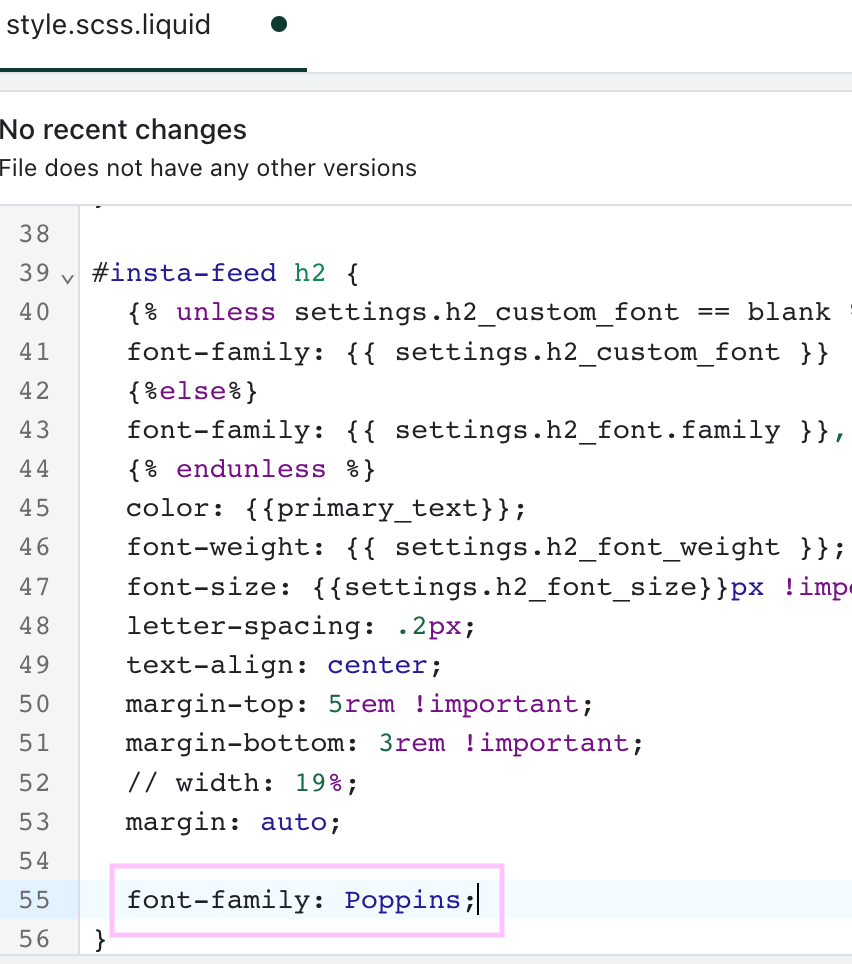 style.scss.liquid
No recent changes
File does not have any other versions
38
39 #insta-feed h2 {
40 {% unless settings.h2_custom_font == blank
41 font-family: {{ settings.h2_custom_font }}
42 {%else%}
43 font-family: {{ settings.h2_font.family }},
44 {% endunless %}
45 color: {{primary_text}};
46 font-weight: {{ settings.h2_font_weight }};
47 font-size: {{settings.h2_font_size}}px !imp
48 letter-spacing: .2px;
49 text-align: center;
50 margin-top: 5rem !important;
51 margin-bottom: 3rem !important;
52 // width: 19%;
53 margin: auto;
54
55 font-family: Poppins;
56 }